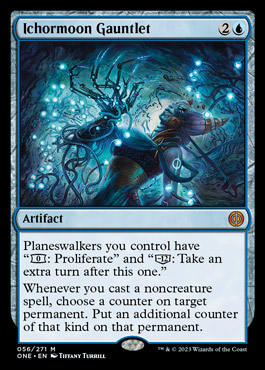 Ichormoon Gauntlet 2
Artifact
Planeswalkers you control have
“0: Proliferate” and “−12: Take an
extra turn after this one.”
Whenever you cast a noncreature
spell, choose a counter on target
permanent. Put an additional counter
of that kind on that permanent.
056/271 M
ONE • EN Tiffany Turrill
™ & © 2023 Wizards of the Coast